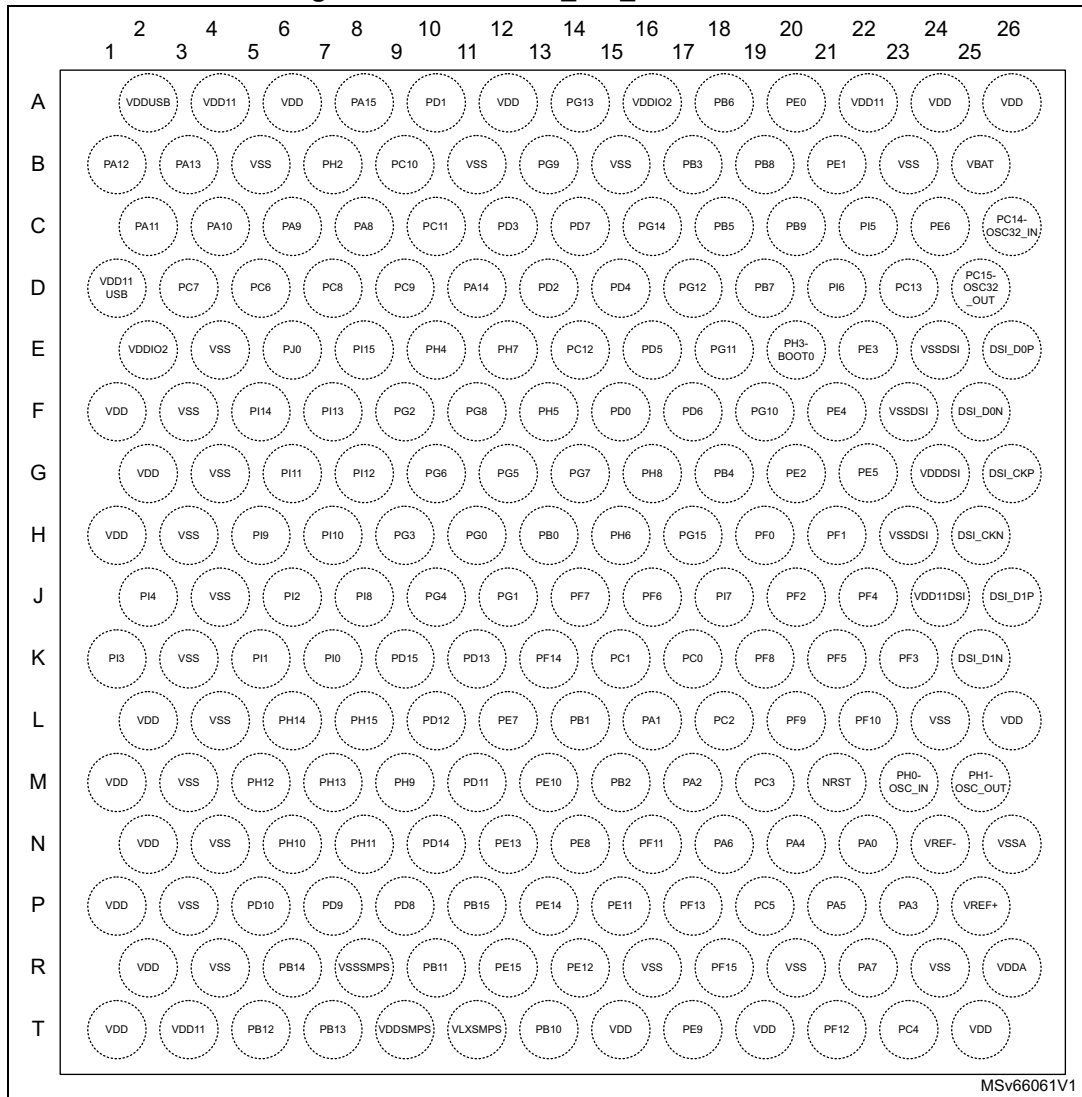 2 4 6 8 10 12 14 16 18 20 22 24 26
1 3 5 7 9 11 13 15 17 19 21 23 25
A VDDUSB VDD11 VDD PA15 PD1 VDD PG13 VDDIO2 PB6 PE0 VDD11 VDD VDD
B PA12 PA13 VSS PH2 PC10 VSS PG9 VSS PB3 PB8 PE1 VSS VBAT
C PA11 PA10 PA9 PA8 PC11 PD3 PD7 PG14 PB5 PB9 PI5 PE6 PC14-
OSC32_IN
D VDD11
USB PC7 PC6 PC8 PC9 PA14 PD2 PD4 PG12 PB7 PI6 PC13 PC15-
OSC32
_OUT
E VDDIO2 VSS PJ0 PI15 PH4 PH7 PC12 PD5 PG11 PH3-
BOOT0 PE3 VSSDSI DSI_D0P
F VDD VSS PI14 PI13 PG2 PG8 PH5 PD0 PD6 PG10 PE4 VSSDSI DSI_D0N
G VDD VSS PI11 PI12 PG6 PG5 PG7 PH8 PB4 PE2 PE5 VDDDSI DSI_CKP
H VDD VSS PI9 PI10 PG3 PG0 PB0 PH6 PG15 PF0 PF1 VSSDSI DSI_CKN
J PI4 VSS PI2 PI8 PG4 PG1 PF7 PF6 PI7 PF2 PF4 VDD11DSI DSI_D1P
K PI3 VSS PI1 PI0 PD15 PD13 PF14 PC1 PC0 PF8 PF5 PF3 DSI_D1N
L VDD VSS PH14 PH15 PD12 PE7 PB1 PA1 PC2 PF9 PF10 VSS VDD
M VDD VSS PH12 PH13 PH9 PD11 PE10 PB2 PA2 PC3 NRST PH0-
OSC_IN PH1-
OSC_OUT
N VDD VSS PH10 PH11 PD14 PE13 PE8 PF11 PA6 PA4 PA0 VREF- VSSA
P VDD VSS PD10 PD9 PD8 PB15 PE14 PE11 PF13 PC5 PA5 PA3 VREF+
R VDD VSS PB14 VSSSMPS PB11 PE15 PE12 VSS PF15 VSS PA7 VSS VDDA
T VDD VDD11 PB12 PB13 VDDSMPS VLXSMPS PB10 VDD PE9 VDD PF12 PC4 VDD
MSv66061V1